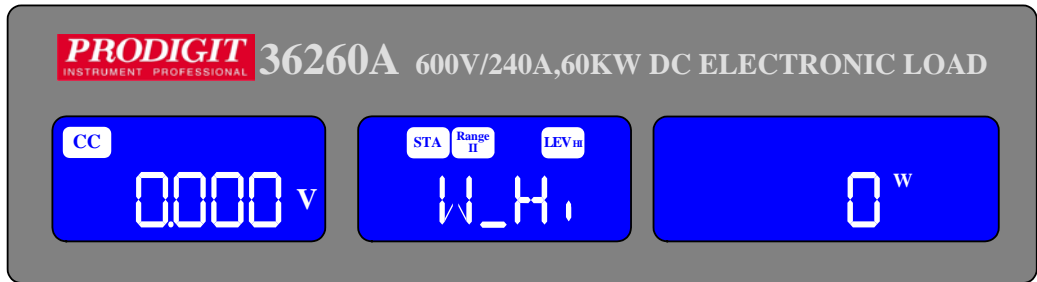 PRODIGIT
INSTRUMENT PROFESSIONAL
36260A 600V/240A,60KW DC ELECTRONIC LOAD
CC
0.000 V
STA Range II LEV HI
W_Hi
0 W